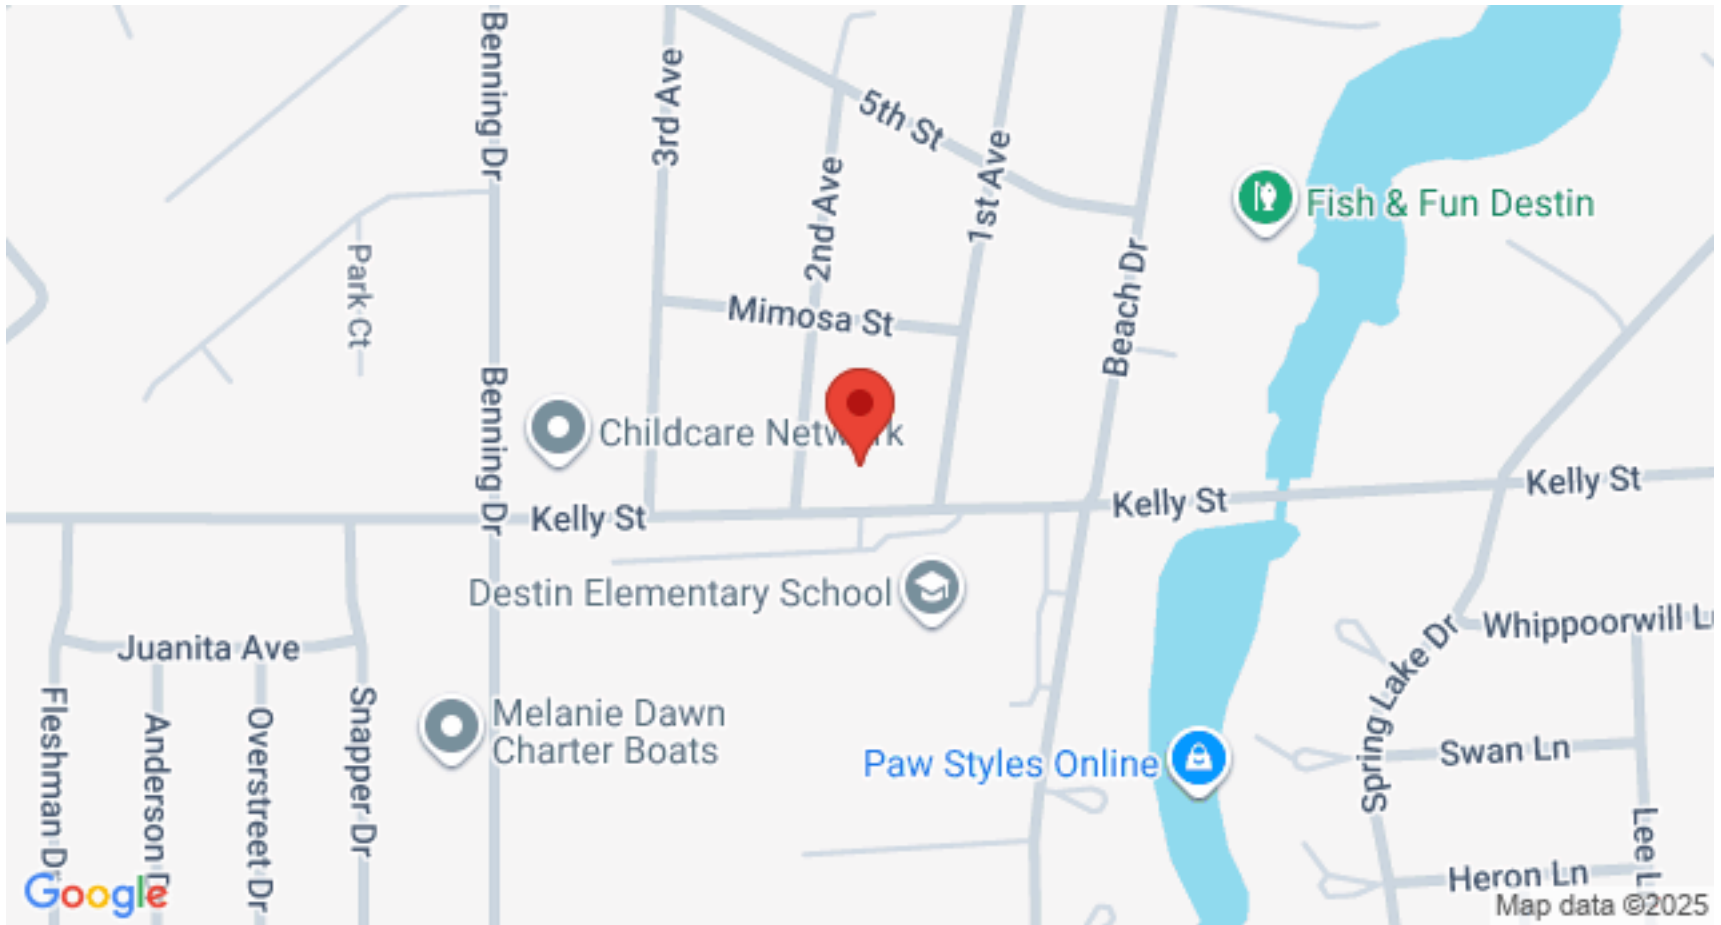 Benning Dr
3rd Ave
5th St
2nd Ave
1st Ave
Fish & Fun Destin
Park Ct
Beach Dr
Mimosa St
Benning Dr
Childcare Network
Kelly St
Kelly St
Kelly St
Destin Elementary School
Juanita Ave
Whippoorwill L
Spring Lake Dr
Fleshman Dr
Anderson D
Overstreet Dr
Snapper Dr
Melanie Dawn
Charter Boats
Paw Styles Online
Swan Ln
Lee L
Heron Ln
Google
Map data ©2025